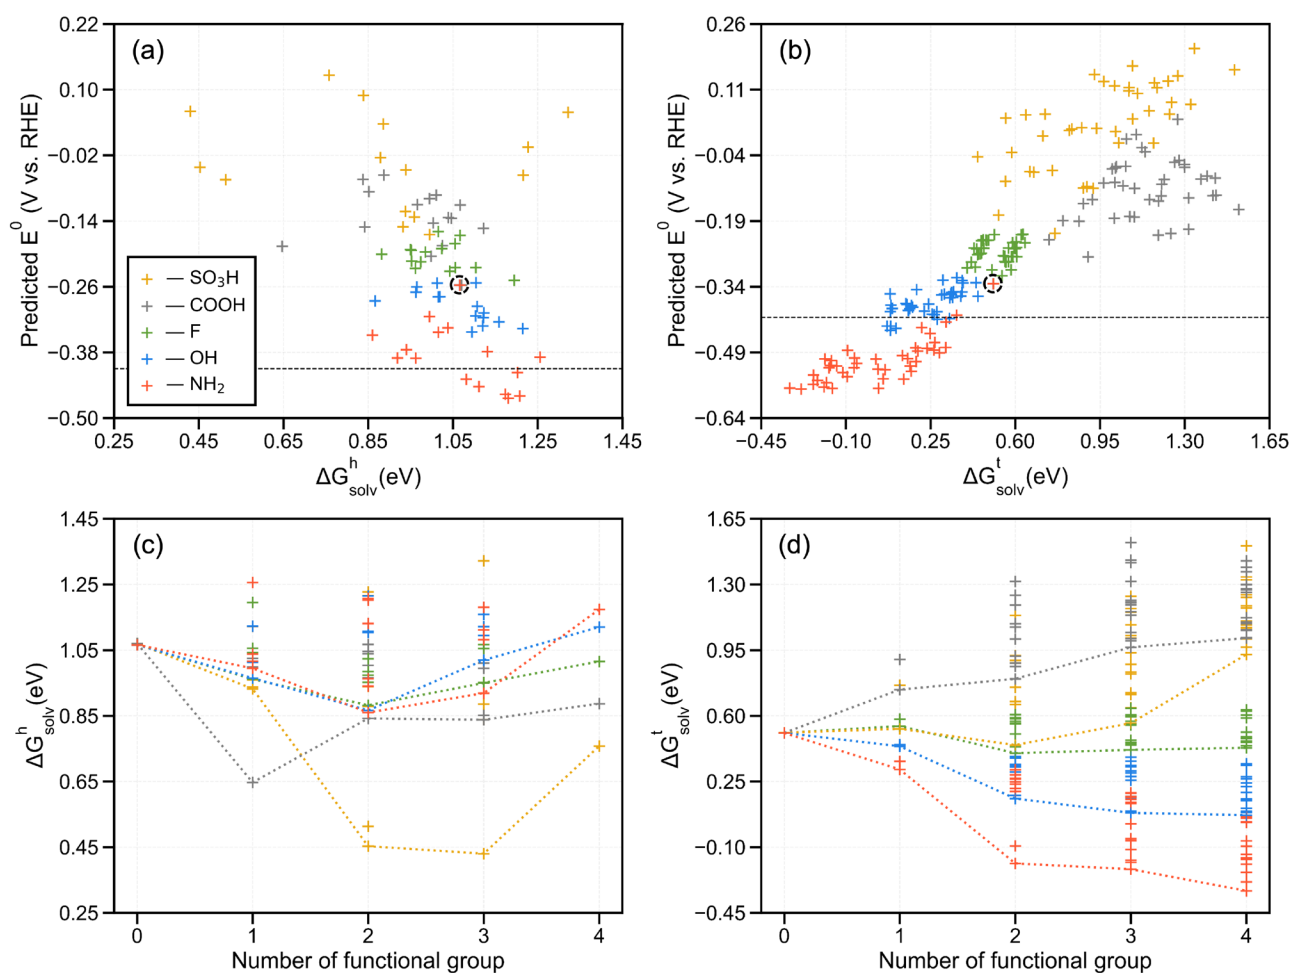 (a)
0.22
0.10
−0.02
−0.14
−0.26
−0.38
−0.50
Predicted E⁰ (V vs. RHE)
— SO₃H
— COOH
— F
— OH
— NH₂
0.25 0.45 0.65 0.85 1.05 1.25 1.45
ΔGʰsolv(eV)
(b)
0.26
0.11
−0.04
−0.19
−0.34
−0.49
−0.64
Predicted E⁰ (V vs. RHE)
−0.45 −0.10 0.25 0.60 0.95 1.30 1.65
ΔGᵗsolv(eV)
(c)
1.45
1.25
1.05
0.85
0.65
0.45
0.25
ΔGʰsolv(eV)
0 1 2 3 4
Number of functional group
(d)
1.65
1.30
0.95
0.60
0.25
−0.10
−0.45
ΔGᵗsolv(eV)
0 1 2 3 4
Number of functional group